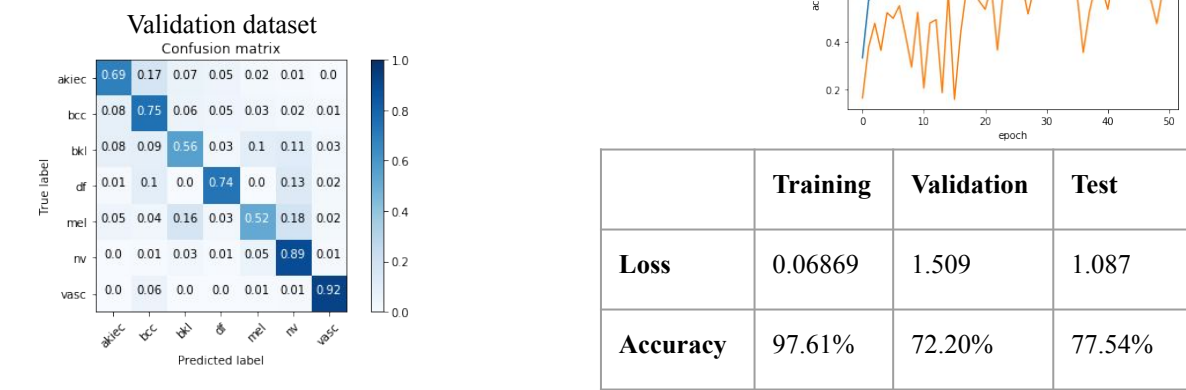 Validation dataset
Confusion matrix
akiec 0.69 0.17 0.07 0.05 0.02 0.01 0.0
bcc 0.08 0.75 0.06 0.05 0.03 0.02 0.01
bkl 0.08 0.09 0.56 0.03 0.1 0.11 0.03
df 0.01 0.1 0.0 0.74 0.0 0.13 0.02
mel 0.05 0.04 0.16 0.03 0.52 0.18 0.02
nv 0.0 0.01 0.03 0.01 0.05 0.89 0.01
vasc 0.0 0.06 0.0 0.0 0.01 0.01 0.92
akiec bcc bkl df mel nv vasc
True label
Predicted label
1.0
0.8
0.6
0.4
0.2
0.0
ac
0.4
0.2
0 10 20 30 40 50
epoch
Training Validation Test
Loss 0.06869 1.509 1.087
Accuracy 97.61% 72.20% 77.54%